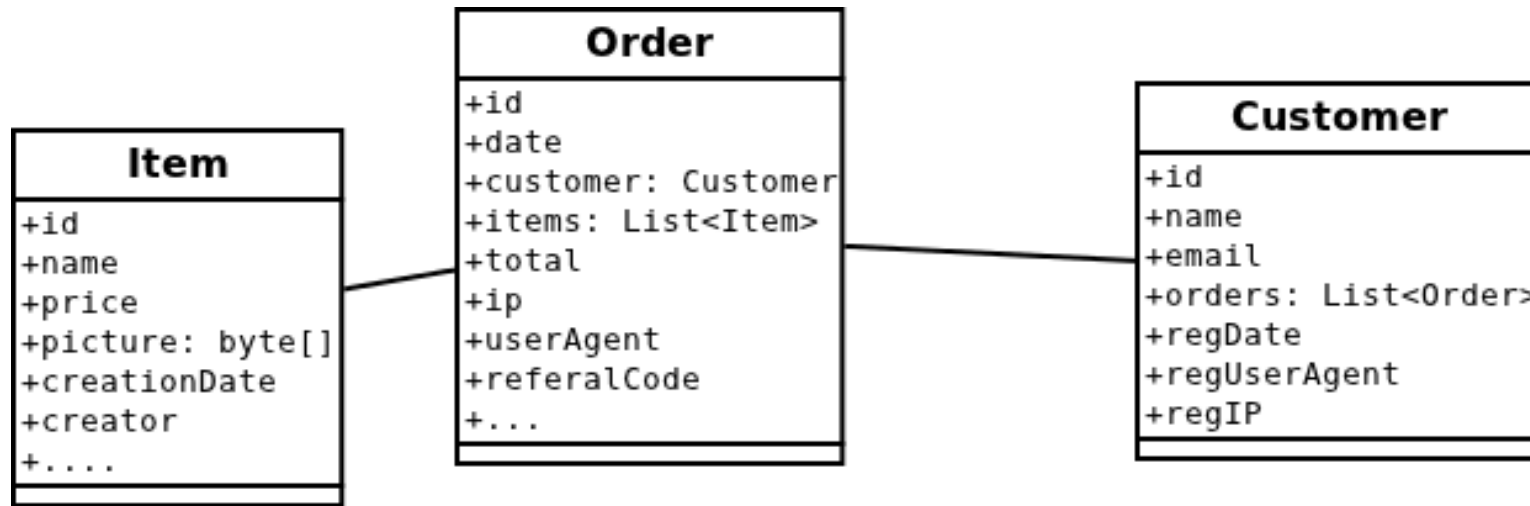 Item
+id
+name
+price
+picture: byte[]
+creationDate
+creator
+....
Order
+id
+date
+customer: Customer
+items: List<Item>
+total
+ip
+userAgent
+referalCode
+...
Customer
+id
+name
+email
+orders: List<Order>
+regDate
+regUserAgent
+regIP